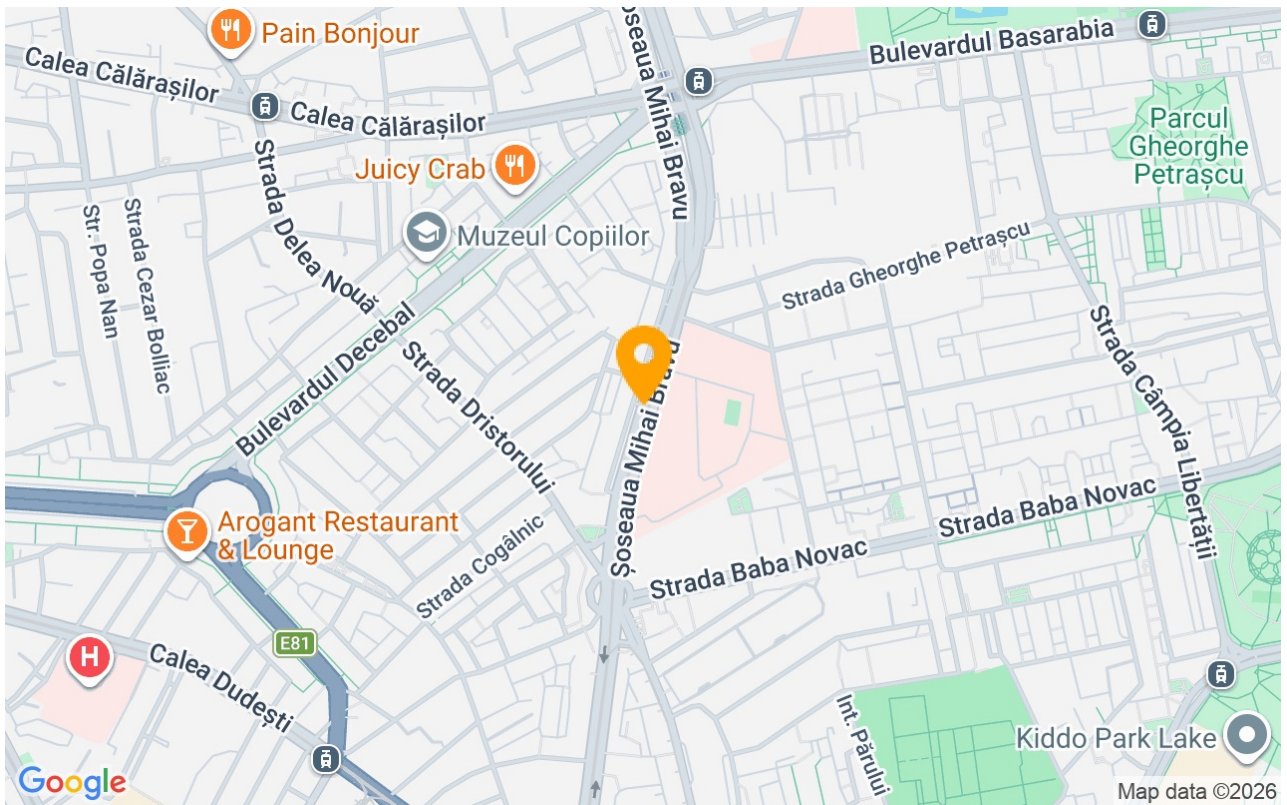 Pain Bonjour
Șoseaua Mihai Bravu
Bulevardul Basarabia
Calea Călărașilor
Calea Călărașilor
Parcul
Gheorghe
Petrașcu
Juicy Crab
Strada Delea Nouă
Str. Popa Nan
Strada Cezar Bolliac
Muzeul Copiilor
Strada Gheorghe Petrașcu
Bulevardul Decebal
Strada Dristorului
Șoseaua Mihai Bravu
Strada Câmpia Libertății
Strada Baba Novac
Arogant Restaurant
& Lounge
Strada Cogâlnic
Strada Baba Novac
E81
H
Calea Dudești
Int. Părului
Kiddo Park Lake
Google
Map data ©2026